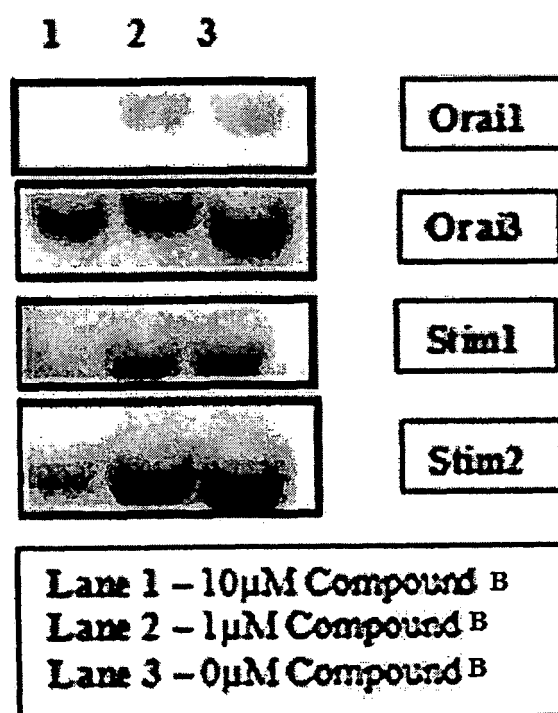 1 2 3
Orai1
Orai3
Stim1
Stim2
Lane 1 – 10µM Compound B
Lane 2 – 1µM Compound B
Lane 3 – 0µM Compound B